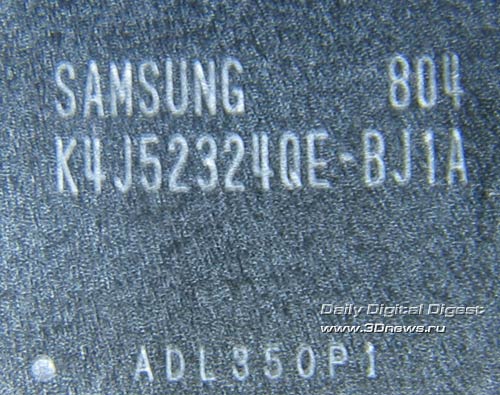 SAMSUNG 804
K4J52324QE-BJ1A
Daily Digital Digest
www.3Dnews.ru
ADL350P1